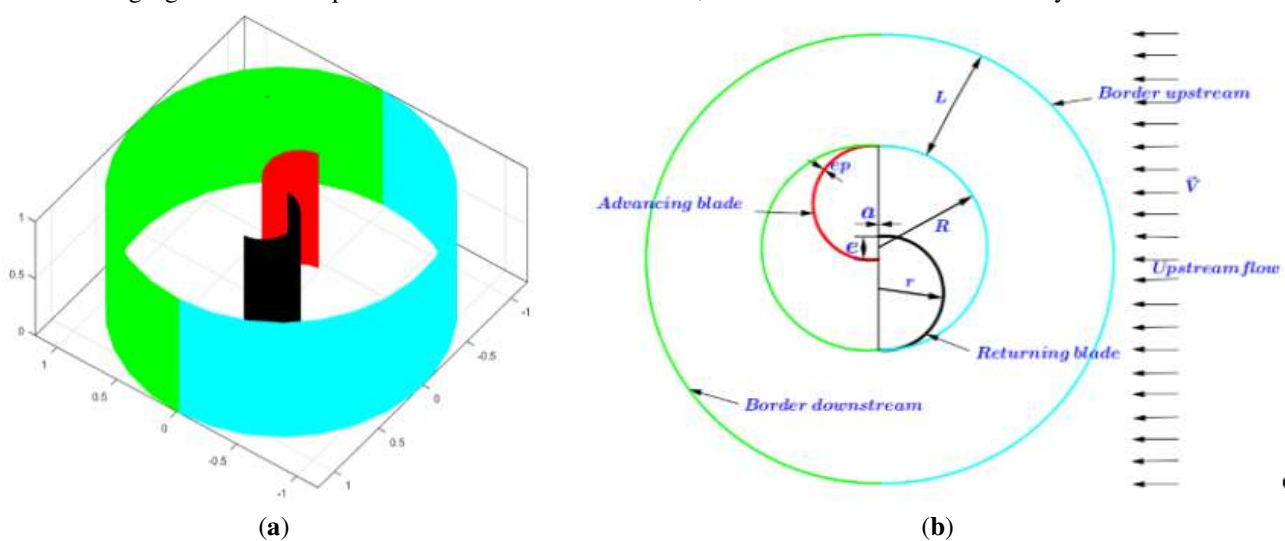 1
0.5
0
1
0.5
0
-0.5
-1
1
0.5
0
-0.5
-1
(a)
Border upstream
L
ep
V⃗
Advancing blade
a
R
e
Upstream flow
r
Returning blade
Border downstream
(b)